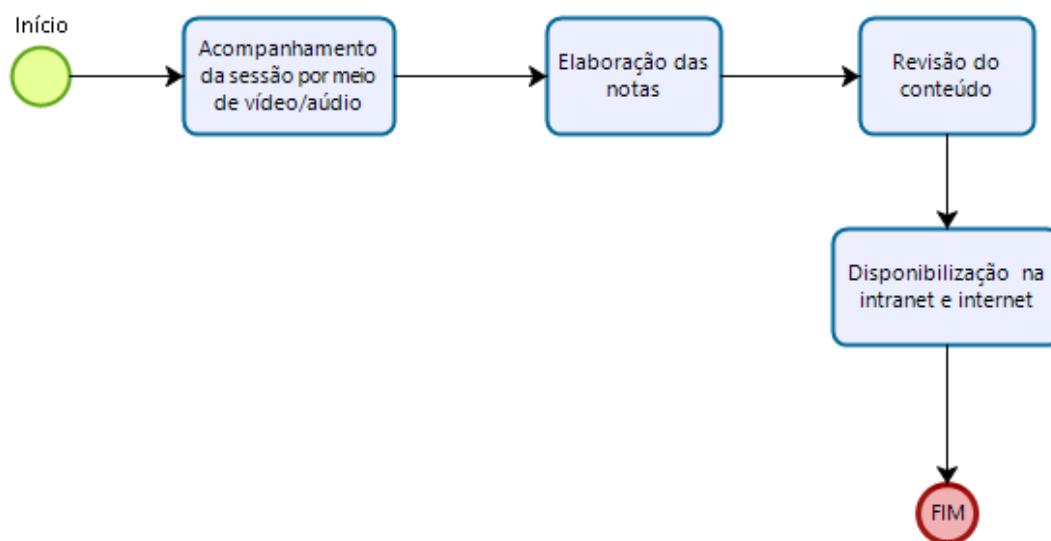 Início
Acompanhamento
da sessão por meio
de vídeo/aúdio
Elaboração das
notas
Revisão do
conteúdo
Disponibilização na
intranet e internet
FIM